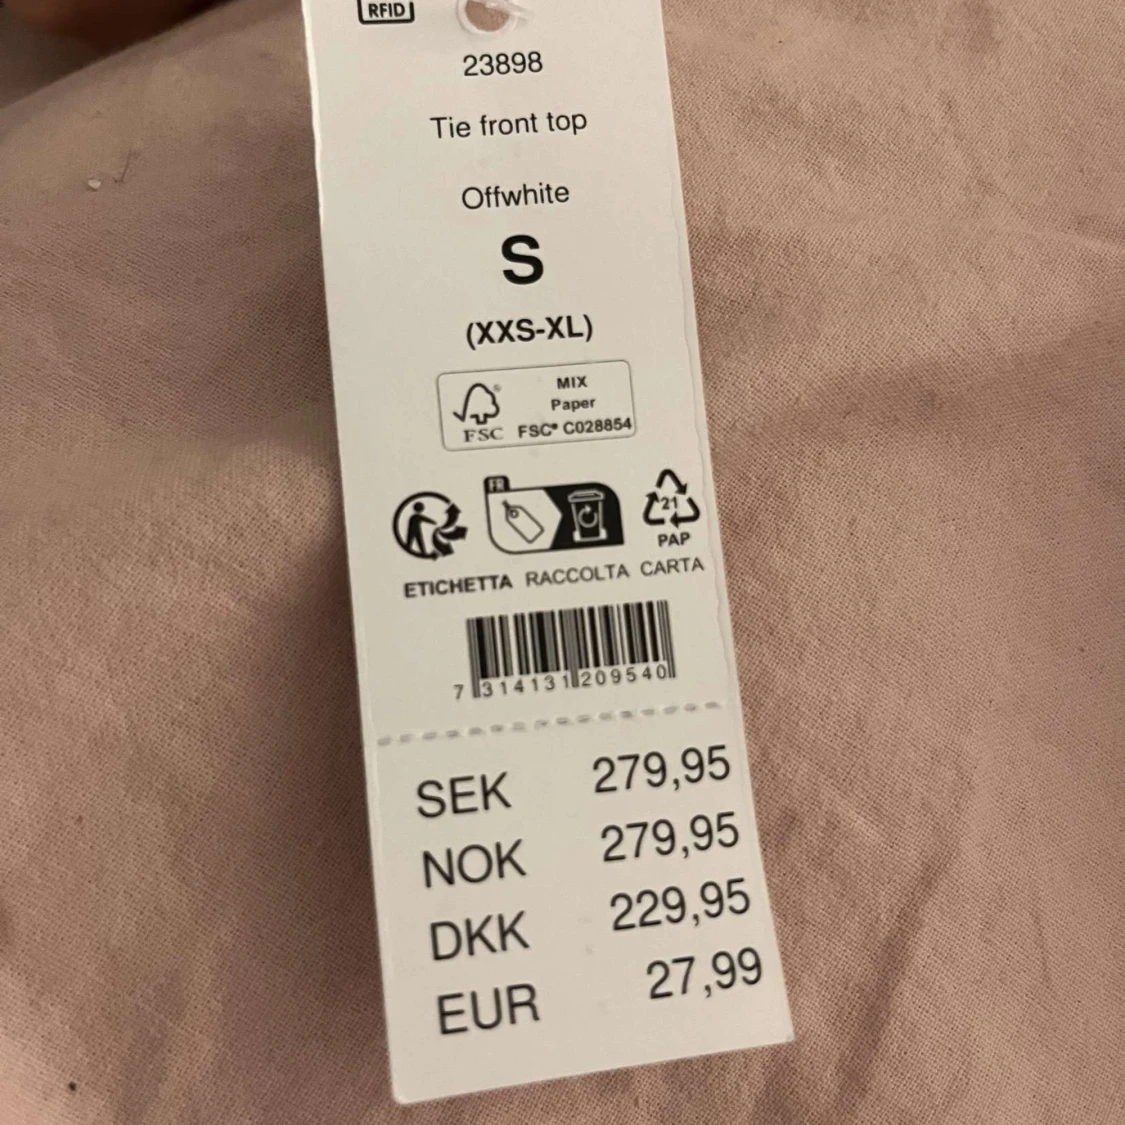 RFID
23898
Tie front top
Offwhite
S
(XXS-XL)
MIX
Paper
FSC® C028854
FSC
FR
21
PAP
ETICHETTA RACCOLTA CARTA
7 314131 209540
SEK 279,95
NOK 279,95
DKK 229,95
EUR 27,99